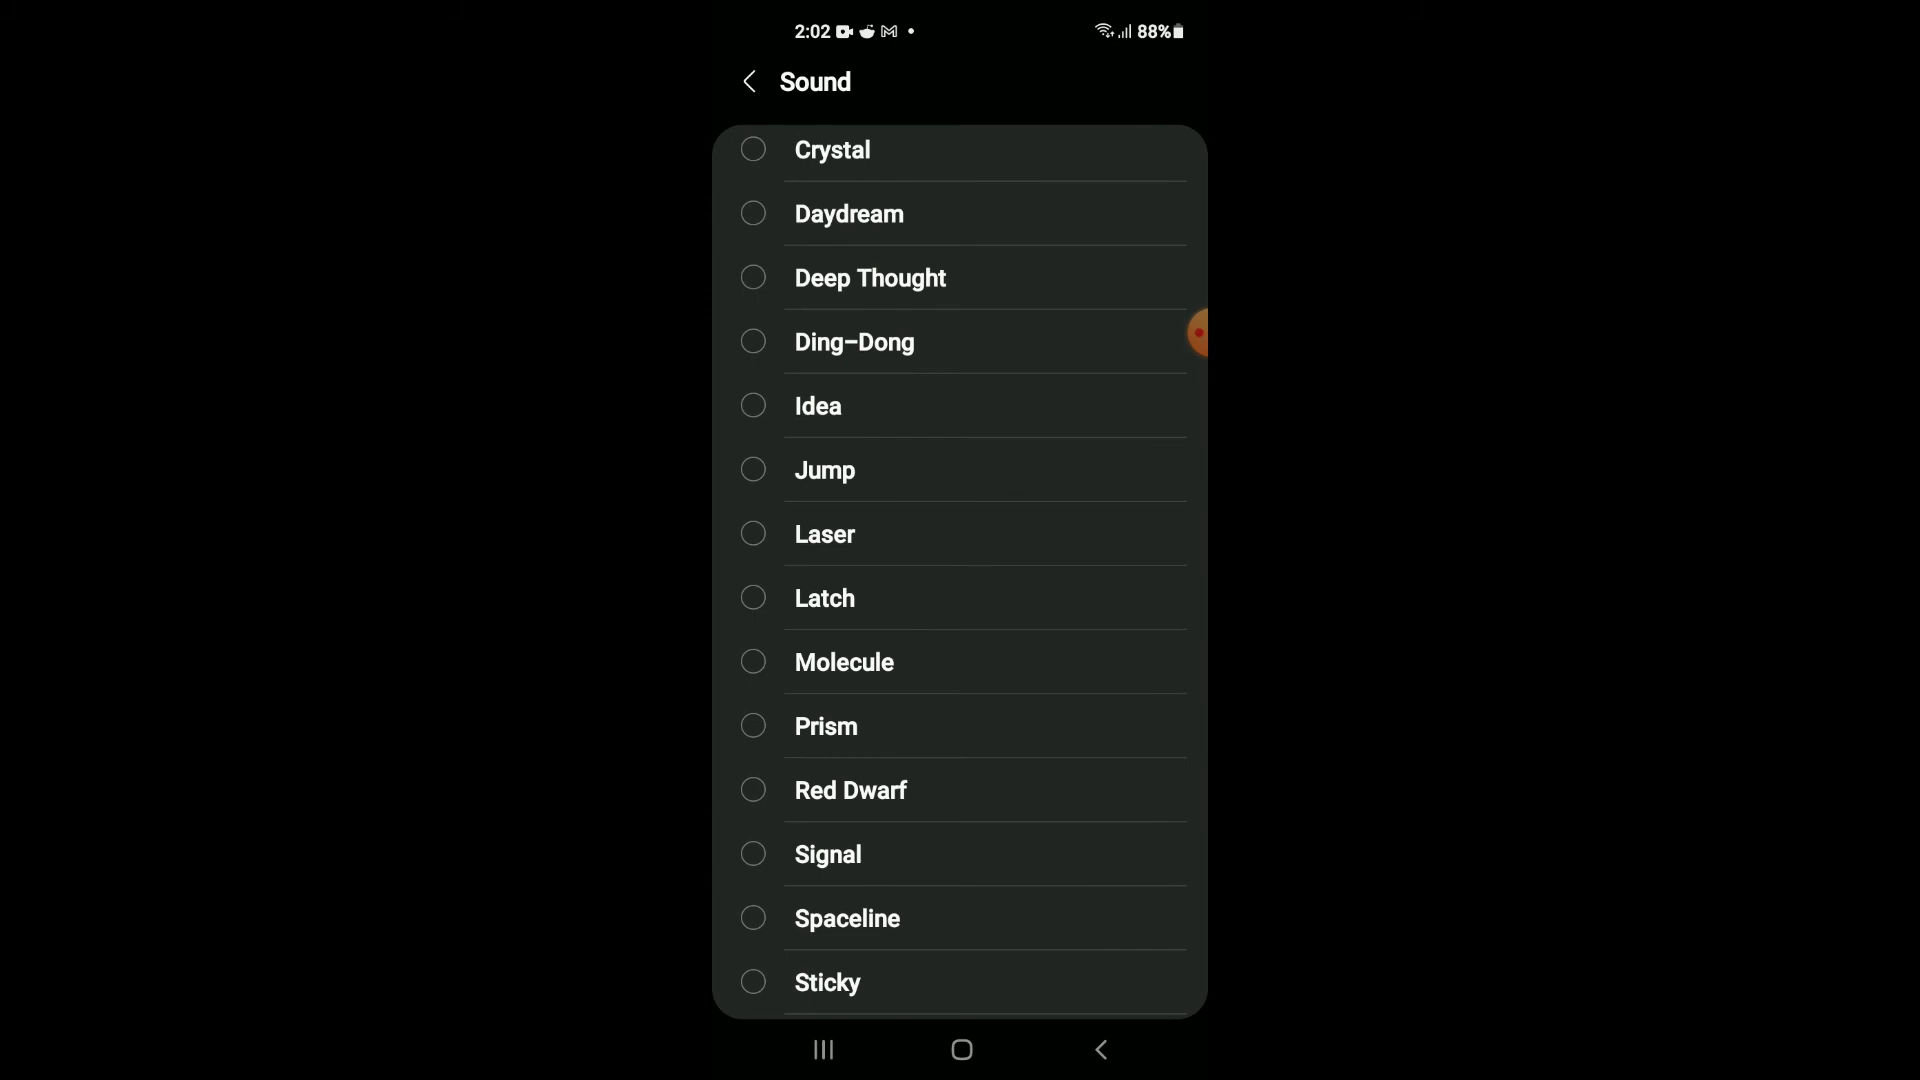 2:02 88%
Sound
Crystal
Daydream
Deep Thought
Ding-Dong
Idea
Jump
Laser
Latch
Molecule
Prism
Red Dwarf
Signal
Spaceline
Sticky